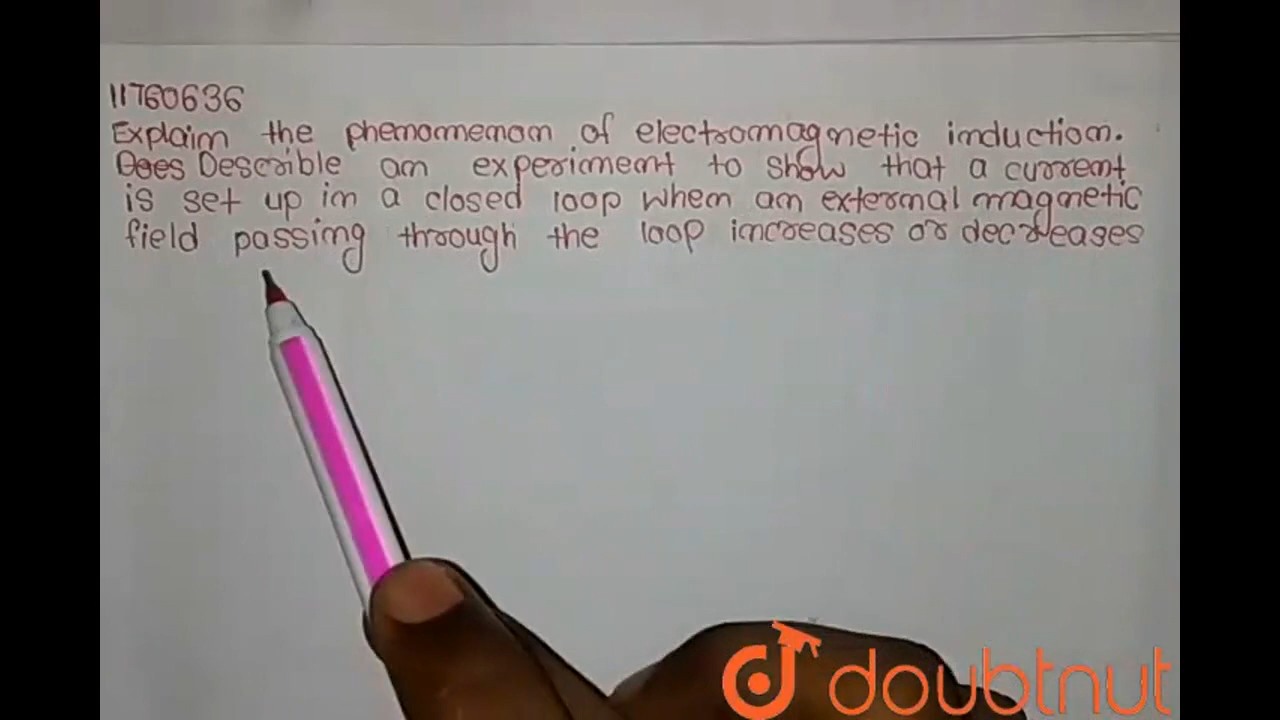 11760636
Explain the phenomenon of electromagnetic induction.
Does Describle an experiment to show that a current
is set up in a closed loop when an external magnetic
field passing through the loop increases or decreases
doubtnut